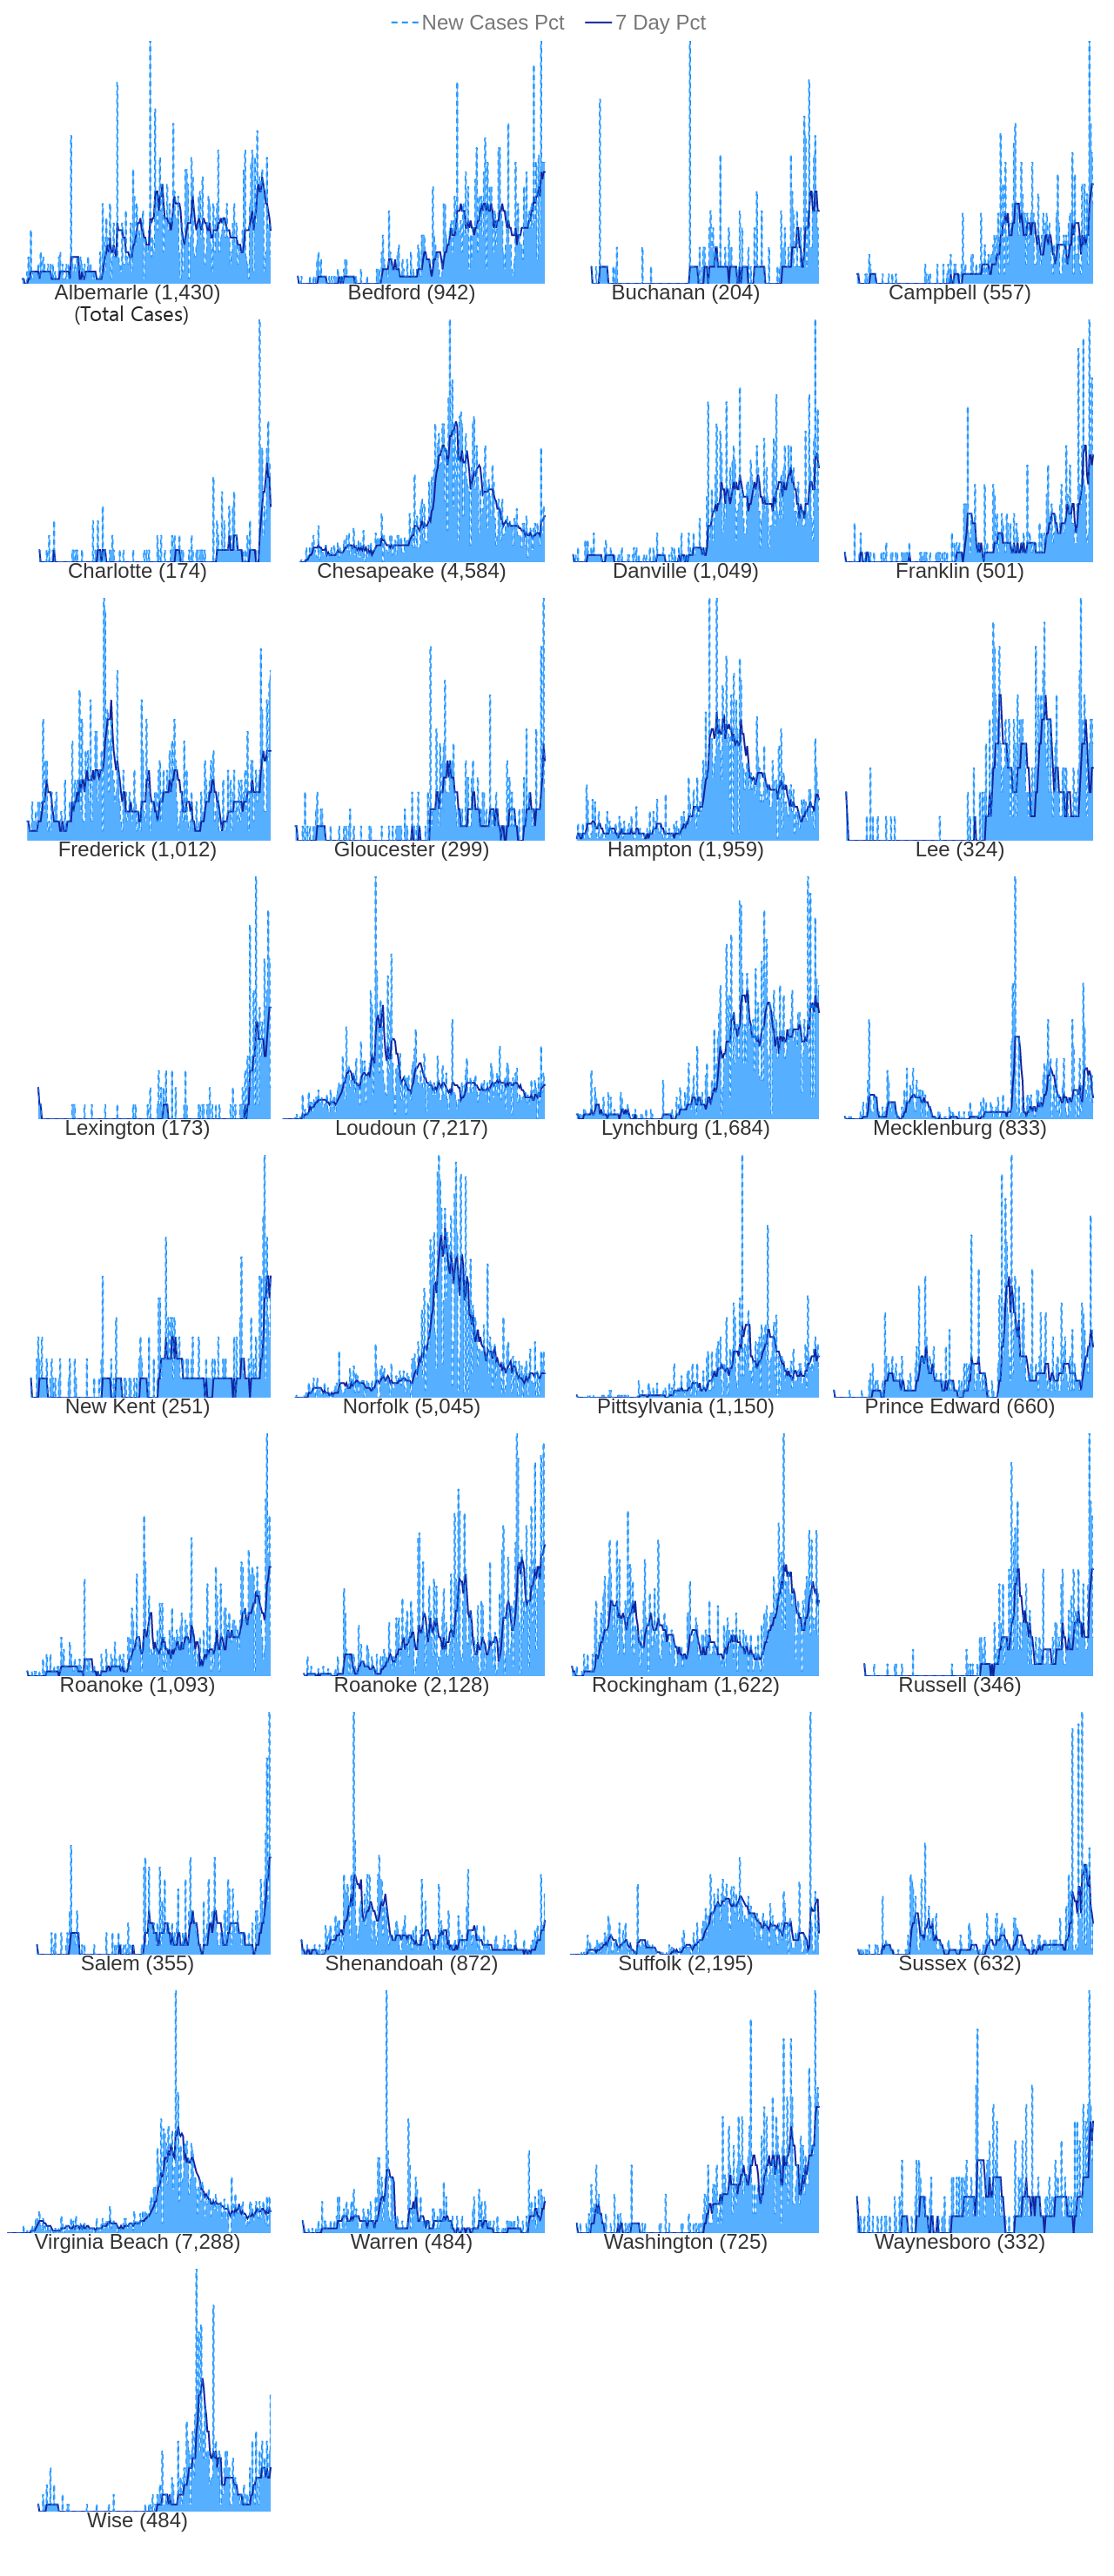 New Cases Pct 7 Day Pct
Albemarle (1,430) Bedford (942) Buchanan (204) Campbell (557)
(Total Cases)
Charlotte (174) Chesapeake (4,584) Danville (1,049) Franklin (501)
Frederick (1,012) Gloucester (299) Hampton (1,959) Lee (324)
Lexington (173) Loudoun (7,217) Lynchburg (1,684) Mecklenburg (833)
New Kent (251) Norfolk (5,045) Pittsylvania (1,150) Prince Edward (660)
Roanoke (1,093) Roanoke (2,128) Rockingham (1,622) Russell (346)
Salem (355) Shenandoah (872) Suffolk (2,195) Sussex (632)
Virginia Beach (7,288) Warren (484) Washington (725) Waynesboro (332)
Wise (484)